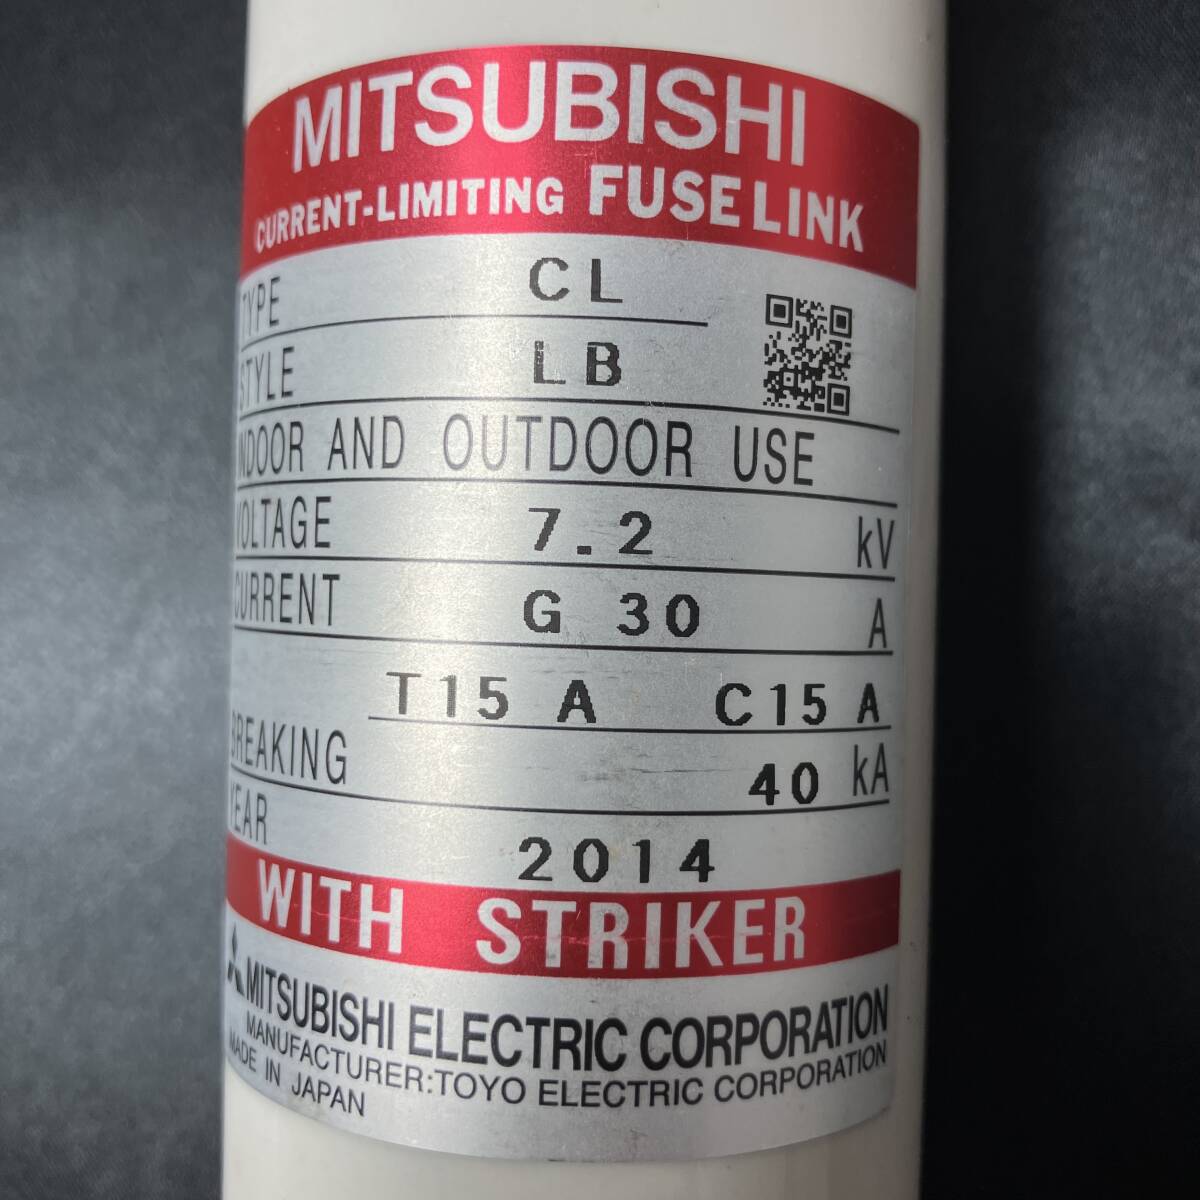 MITSUBISHI
CURRENT-LIMITING FUSE LINK
TYPE CL
STYLE LB
INDOOR AND OUTDOOR USE
VOLTAGE 7.2 kV
CURRENT G 30 A
T15 A C15 A
BREAKING 40 kA
YEAR 2014
WITH STRIKER
MITSUBISHI ELECTRIC CORPORATION
MANUFACTURER:TOYO ELECTRIC CORPORATION
MADE IN JAPAN